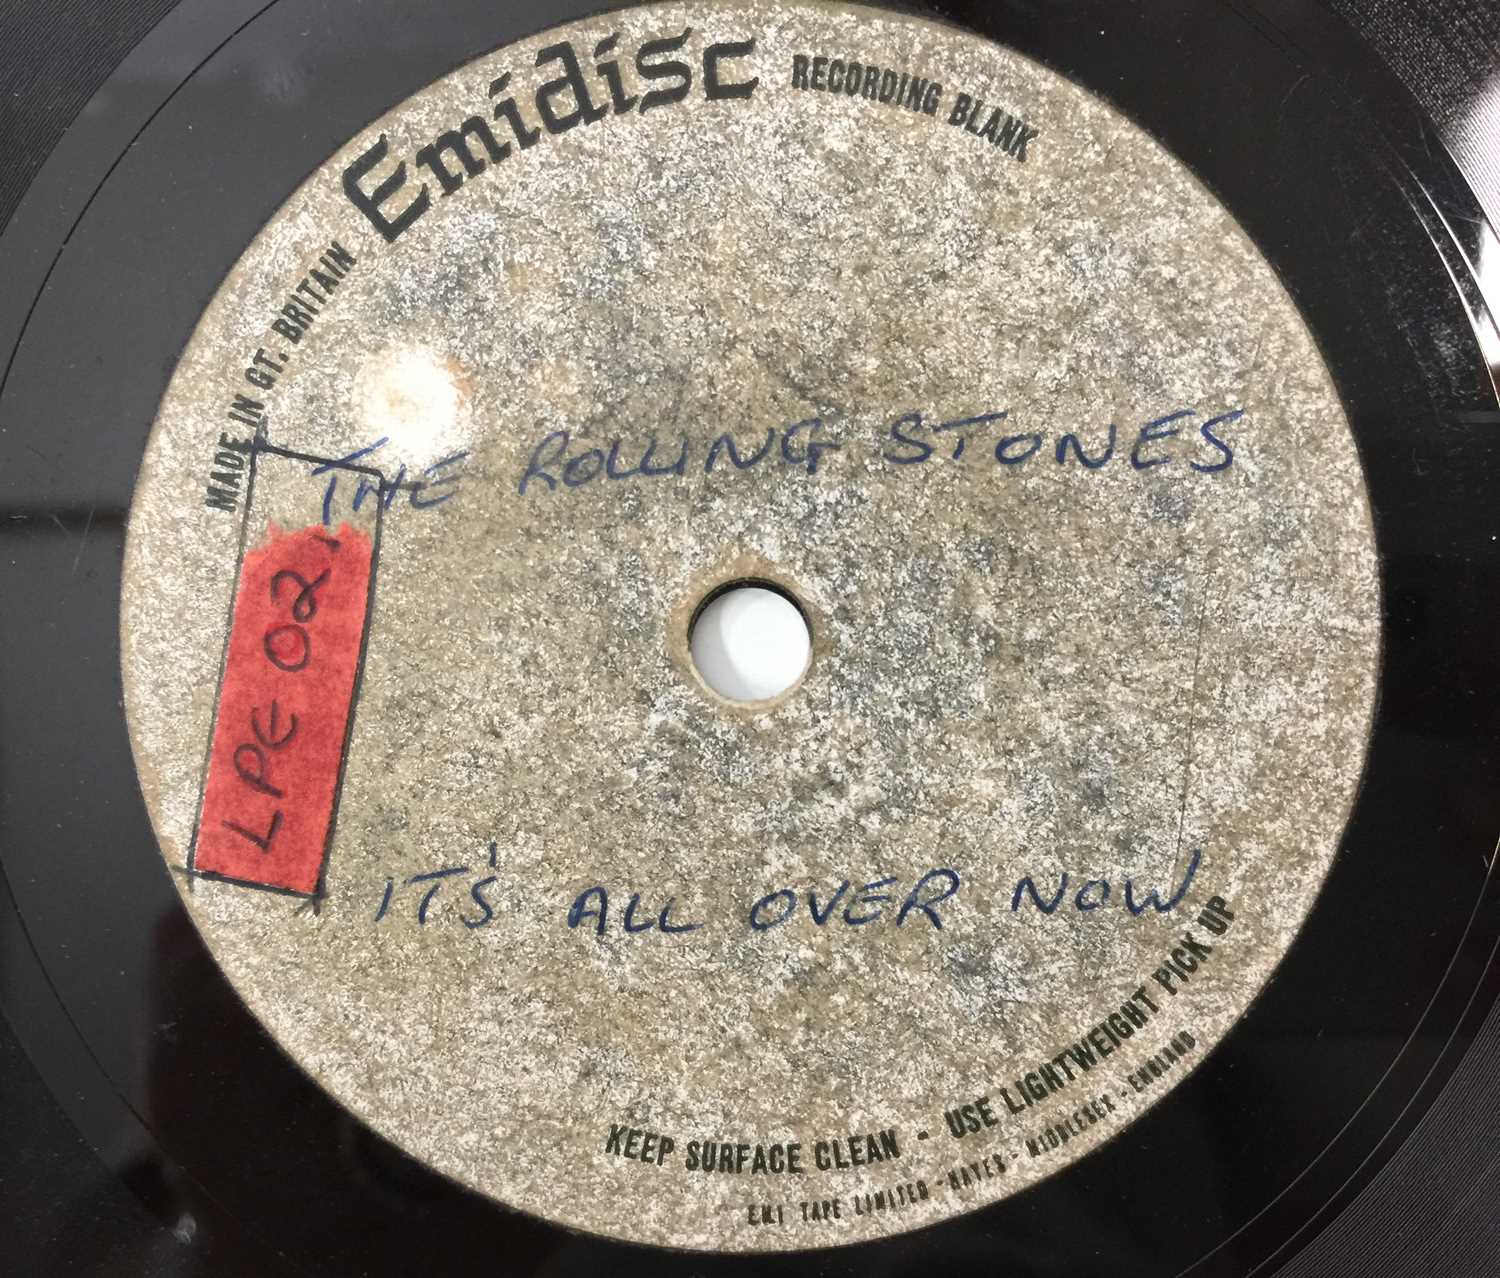 Emidisc RECORDING BLANK
MADE IN GT. BRITAIN
THE ROLLING STONES
LPE 02
IT'S ALL OVER NOW
KEEP SURFACE CLEAN - USE LIGHTWEIGHT PICK UP
EMI TAPE LIMITED - HAYES - MIDDLESEX - ENGLAND